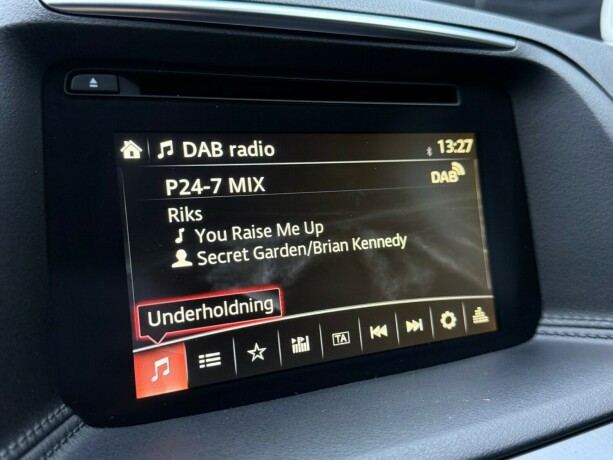 DAB radio 13:27
P24-7 MIX DAB
Riks
You Raise Me Up
Secret Garden/Brian Kennedy
Underholdning
TA